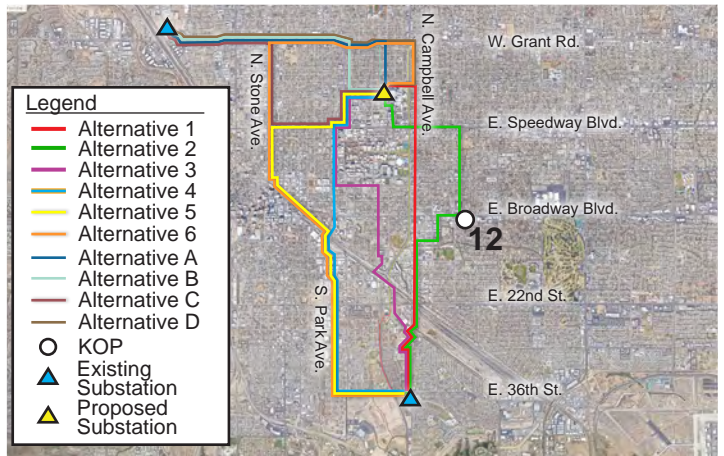 W. Grant Rd.
N. Campbell Ave.
N. Stone Ave.
Legend
Alternative 1
Alternative 2
Alternative 3
Alternative 4
Alternative 5
Alternative 6
Alternative A
Alternative B
Alternative C
Alternative D
KOP
Existing
Substation
Proposed
Substation
E. Speedway Blvd.
E. Broadway Blvd.
12
E. 22nd St.
S. Park Ave.
E. 36th St.